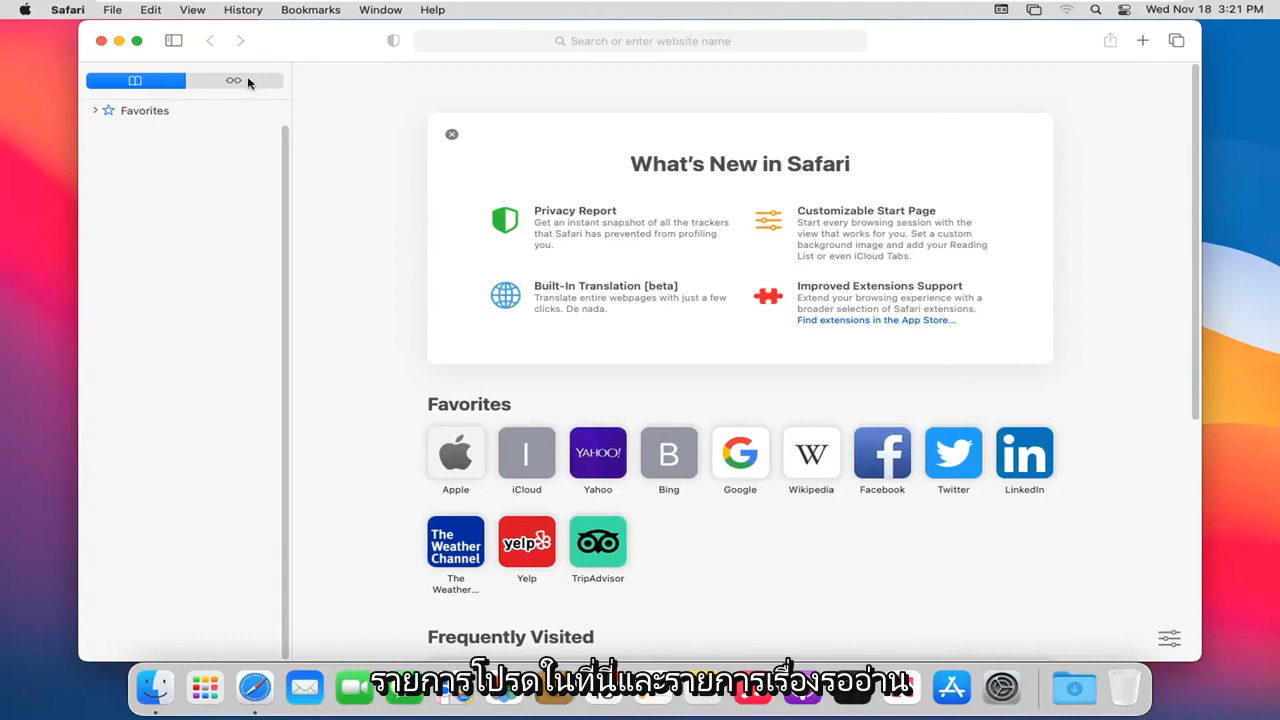 Safari File Edit View History Bookmarks Window Help Wed Nov 18 3:21 PM
Search or enter website name
Favorites
What's New in Safari
Privacy Report
Get an instant snapshot of all the trackers
that Safari has prevented from profiling
you.
Customizable Start Page
Start every browsing session with the
view that works for you. Set a custom
background image and add your Reading
List or even iCloud Tabs.
Built-In Translation [beta]
Translate entire webpages with just a few
clicks. De nada.
Improved Extensions Support
Extend your browsing experience with a
broader selection of Safari extensions.
Find extensions in the App Store...
Favorites
I YAHOO! B G W f in
Apple iCloud Yahoo Bing Google Wikipedia Facebook Twitter LinkedIn
The
Weather
Channel
yelp
The
Weather...
Yelp
TripAdvisor
Frequently Visited
รายการโปรดในที่นี่และรายการเรื่องรออ่าน